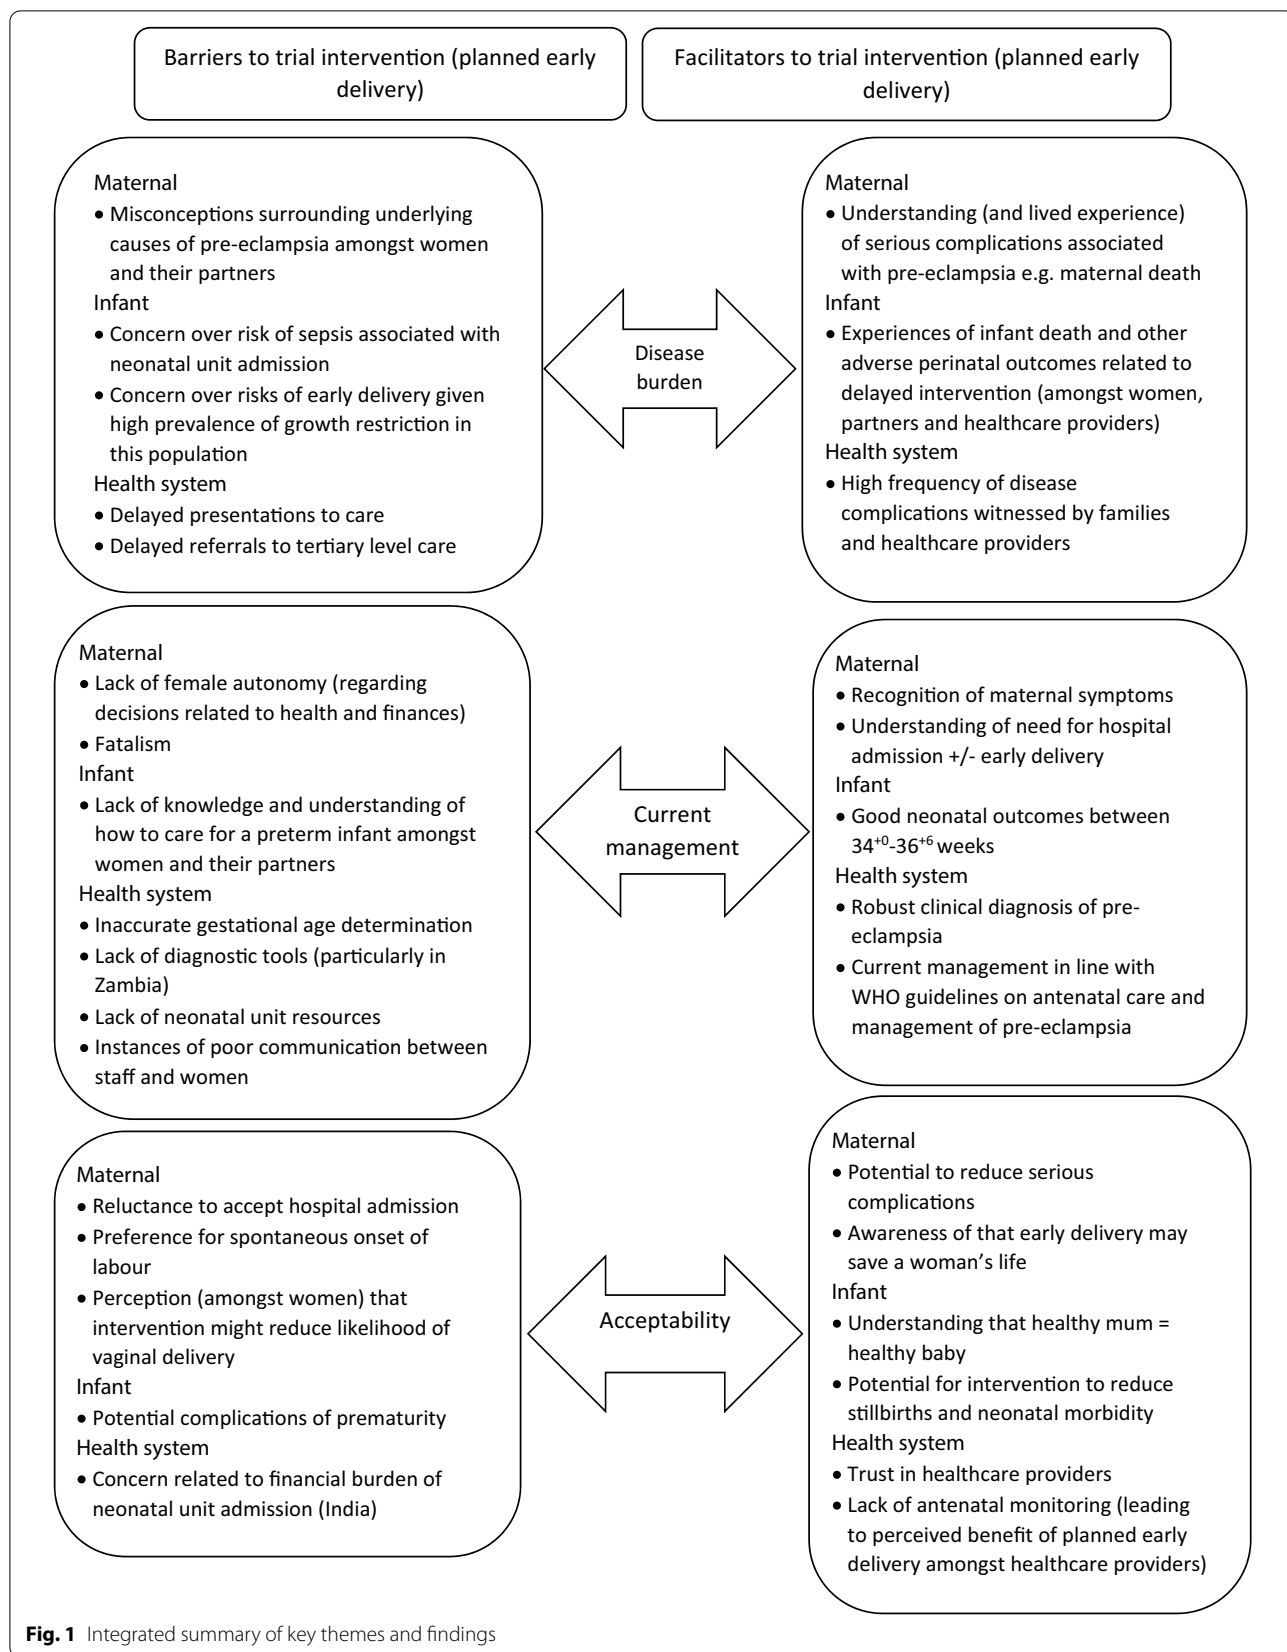 Barriers to trial intervention (planned early
delivery)
Facilitators to trial intervention (planned early
delivery)
Maternal
• Misconceptions surrounding underlying
causes of pre-eclampsia amongst women
and their partners
Infant
• Concern over risk of sepsis associated with
neonatal unit admission
• Concern over risks of early delivery given
high prevalence of growth restriction in
this population
Health system
• Delayed presentations to care
• Delayed referrals to tertiary level care
Disease
burden
Maternal
• Understanding (and lived experience)
of serious complications associated
with pre-eclampsia e.g. maternal death
Infant
• Experiences of infant death and other
adverse perinatal outcomes related to
delayed intervention (amongst women,
partners and healthcare providers)
Health system
• High frequency of disease
complications witnessed by families
and healthcare providers
Maternal
• Lack of female autonomy (regarding
decisions related to health and finances)
• Fatalism
Infant
• Lack of knowledge and understanding of
how to care for a preterm infant amongst
women and their partners
Health system
• Inaccurate gestational age determination
• Lack of diagnostic tools (particularly in
Zambia)
• Lack of neonatal unit resources
• Instances of poor communication between
staff and women
Current
management
Maternal
• Recognition of maternal symptoms
• Understanding of need for hospital
admission +/- early delivery
Infant
• Good neonatal outcomes between
34⁺⁰-36⁺⁶ weeks
Health system
• Robust clinical diagnosis of pre-
eclampsia
• Current management in line with
WHO guidelines on antenatal care and
management of pre-eclampsia
Maternal
• Reluctance to accept hospital admission
• Preference for spontaneous onset of
labour
• Perception (amongst women) that
intervention might reduce likelihood of
vaginal delivery
Infant
• Potential complications of prematurity
Health system
• Concern related to financial burden of
neonatal unit admission (India)
Acceptability
Maternal
• Potential to reduce serious
complications
• Awareness of that early delivery may
save a woman's life
Infant
• Understanding that healthy mum =
healthy baby
• Potential for intervention to reduce
stillbirths and neonatal morbidity
Health system
• Trust in healthcare providers
• Lack of antenatal monitoring (leading
to perceived benefit of planned early
delivery amongst healthcare providers)
Fig. 1 Integrated summary of key themes and findings